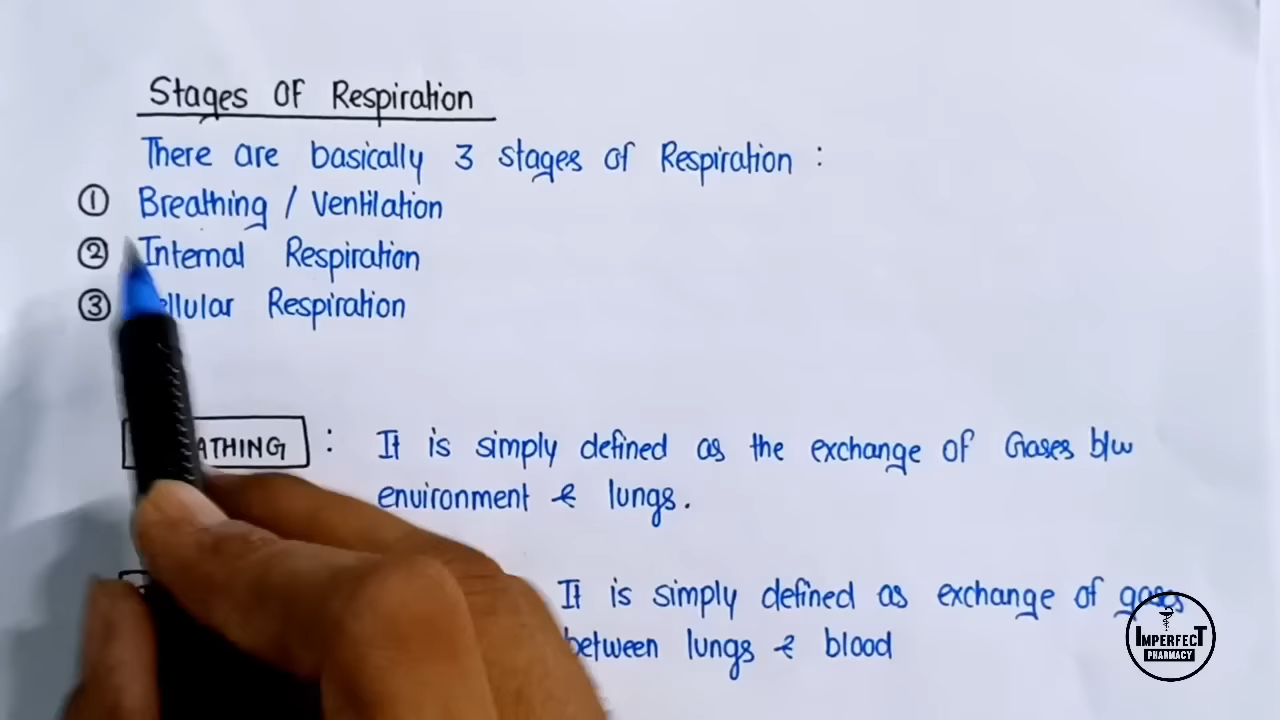 Stages OF Respiration
There are basically 3 stages of Respiration :
① Breathing / Ventilation
② Internal Respiration
③ Respiration
: It is simply defined as the exchange of Gases b/w
environment & lungs.
It is simply defined as exchange of gases
between lungs & blood
IMPERFECT
PHARMACY